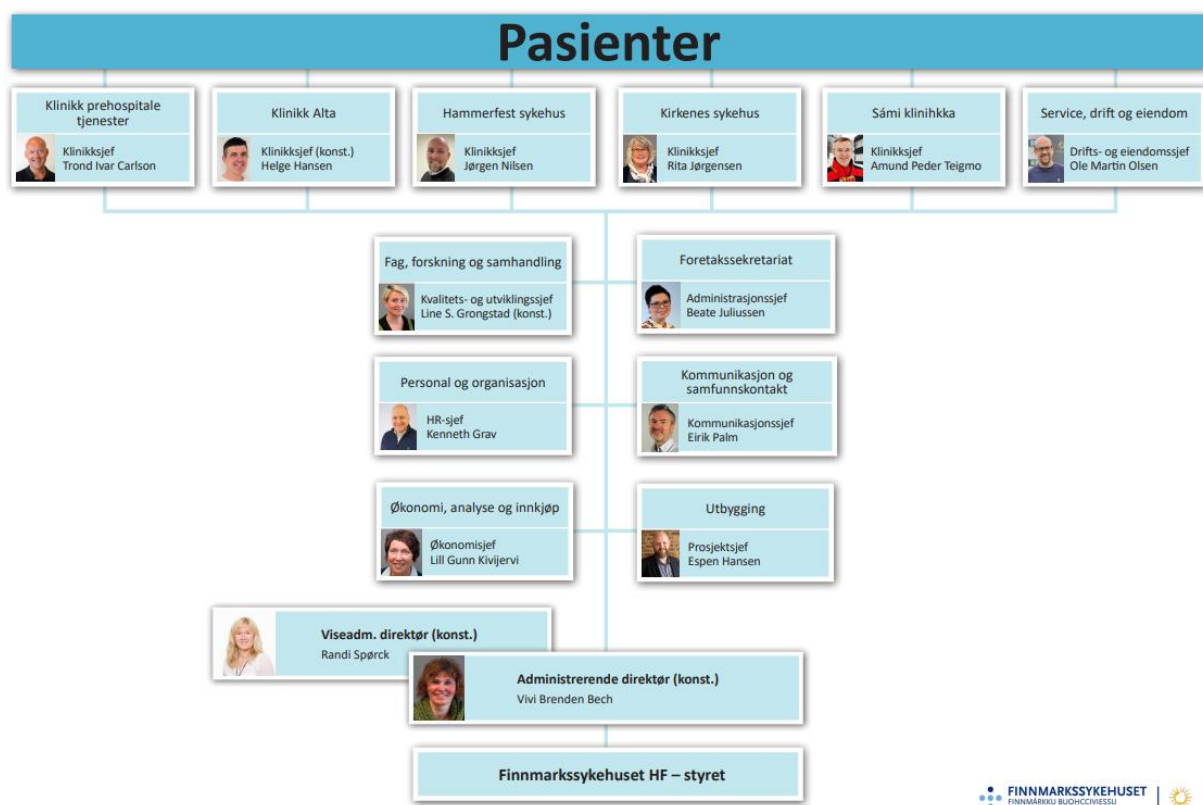 Pasienter
Klinikk prehospitale
tjenester
Klinikksjef
Trond Ivar Carlson
Klinikk Alta
Klinikksjef (konst.)
Helge Hansen
Hammerfest sykehus
Klinikksjef
Jørgen Nilsen
Kirkenes sykehus
Klinikksjef
Rita Jørgensen
Sámi klinihkka
Klinikksjef
Amund Peder Teigmo
Service, drift og eiendom
Drifts- og eiendomssjef
Ole Martin Olsen
Fag, forskning og samhandling
Kvalitets- og utviklingssjef
Line S. Grongstad (konst.)
Foretakssekretariat
Administrasjonssjef
Beate Juliussen
Personal og organisasjon
HR-sjef
Kenneth Grav
Kommunikasjon og
samfunnskontakt
Kommunikasjonssjef
Eirik Palm
Økonomi, analyse og innkjøp
Økonomisjef
Lill Gunn Kivijervi
Utbygging
Prosjektsjef
Espen Hansen
Viseadm. direktør (konst.)
Randi Spørck
Administrerende direktør (konst.)
Vivi Brenden Bech
Finnmarkssykehuset HF – styret
FINNMARKSSYKEHUSET
FINNMÁRKKU BUOHCCIVIESSU